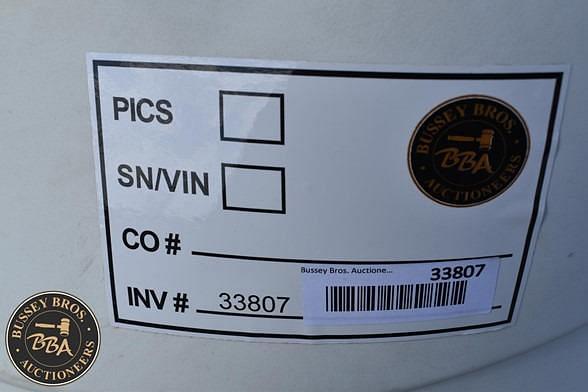 PICS
BUSSEY BROS.
BBA
AUCTIONEERS
SN/VIN
CO #
Bussey Bros. Auctione...
33807
INV # 33807
BUSSEY BROS.
BBA
AUCTIONEERS